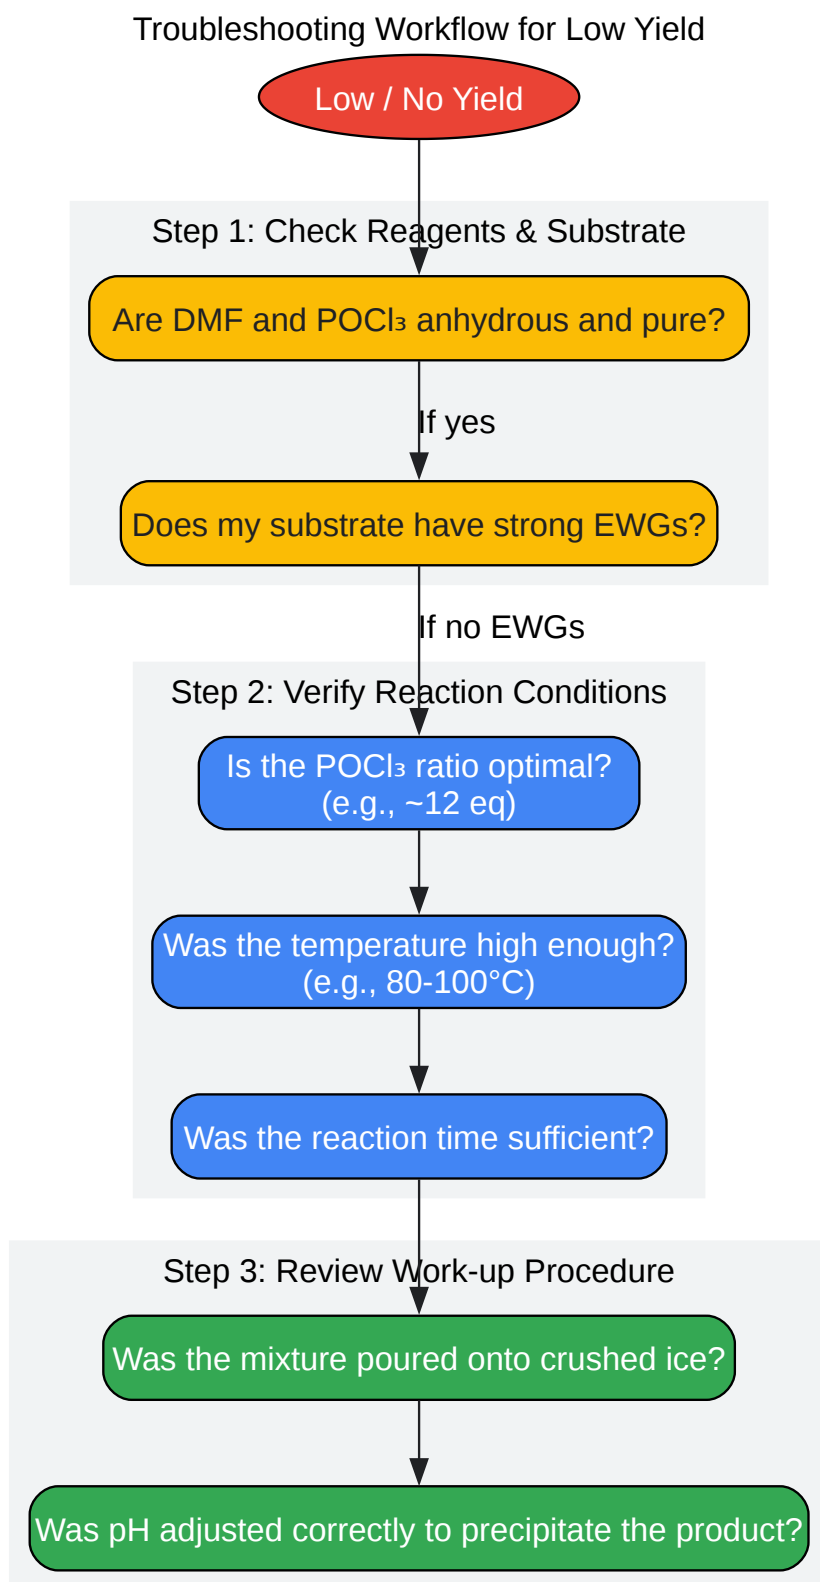 Troubleshooting Workflow for Low Yield
Low / No Yield
Step 1: Check Reagents & Substrate
Are DMF and POCl₃ anhydrous and pure?
If yes
Does my substrate have strong EWGs?
If no EWGs
Step 2: Verify Reaction Conditions
Is the POCl₃ ratio optimal?
(e.g., ~12 eq)
Was the temperature high enough?
(e.g., 80-100°C)
Was the reaction time sufficient?
Step 3: Review Work-up Procedure
Was the mixture poured onto crushed ice?
Was pH adjusted correctly to precipitate the product?